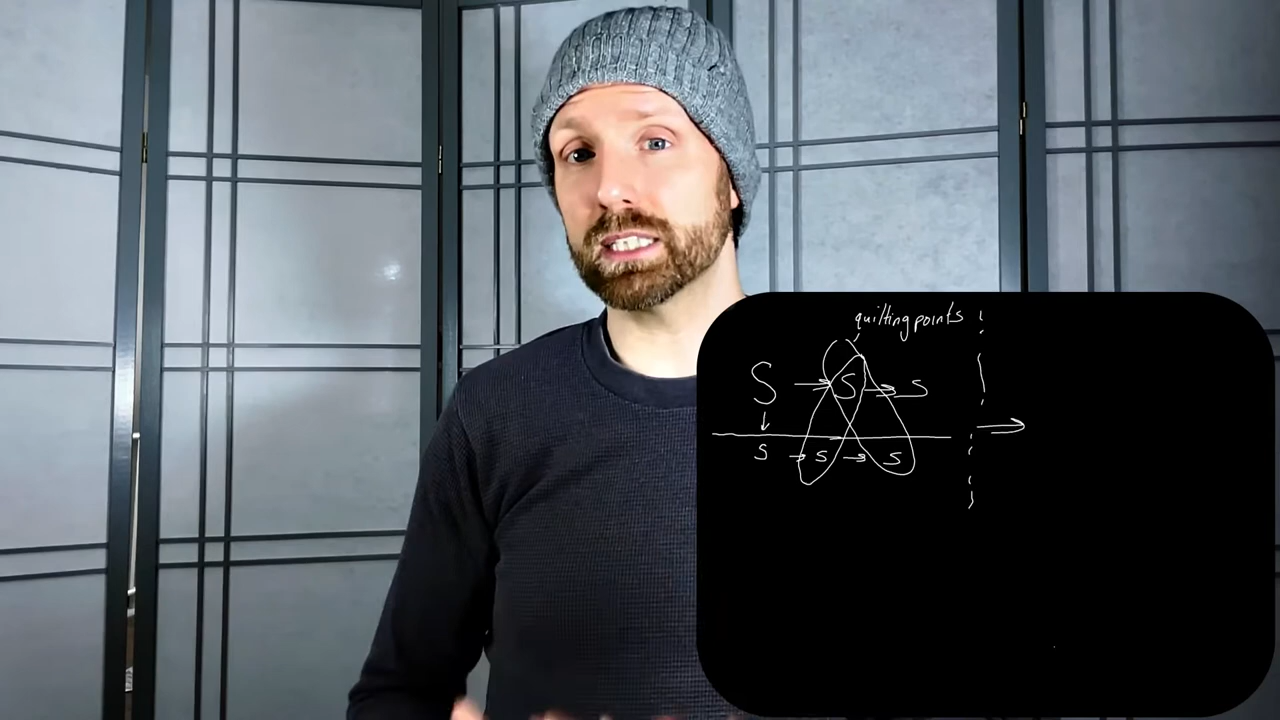 quilting points
S → S → S
↓
s → s → s